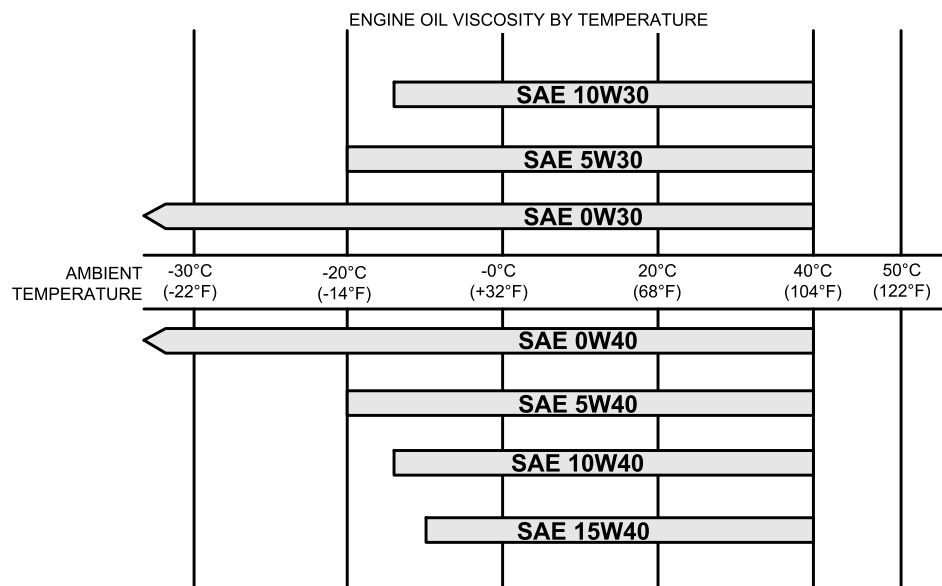 ENGINE OIL VISCOSITY BY TEMPERATURE
SAE 10W30
SAE 5W30
SAE 0W30
AMBIENT TEMPERATURE
-30°C (-22°F)
-20°C (-14°F)
-0°C (+32°F)
20°C (68°F)
40°C (104°F)
50°C (122°F)
SAE 0W40
SAE 5W40
SAE 10W40
SAE 15W40